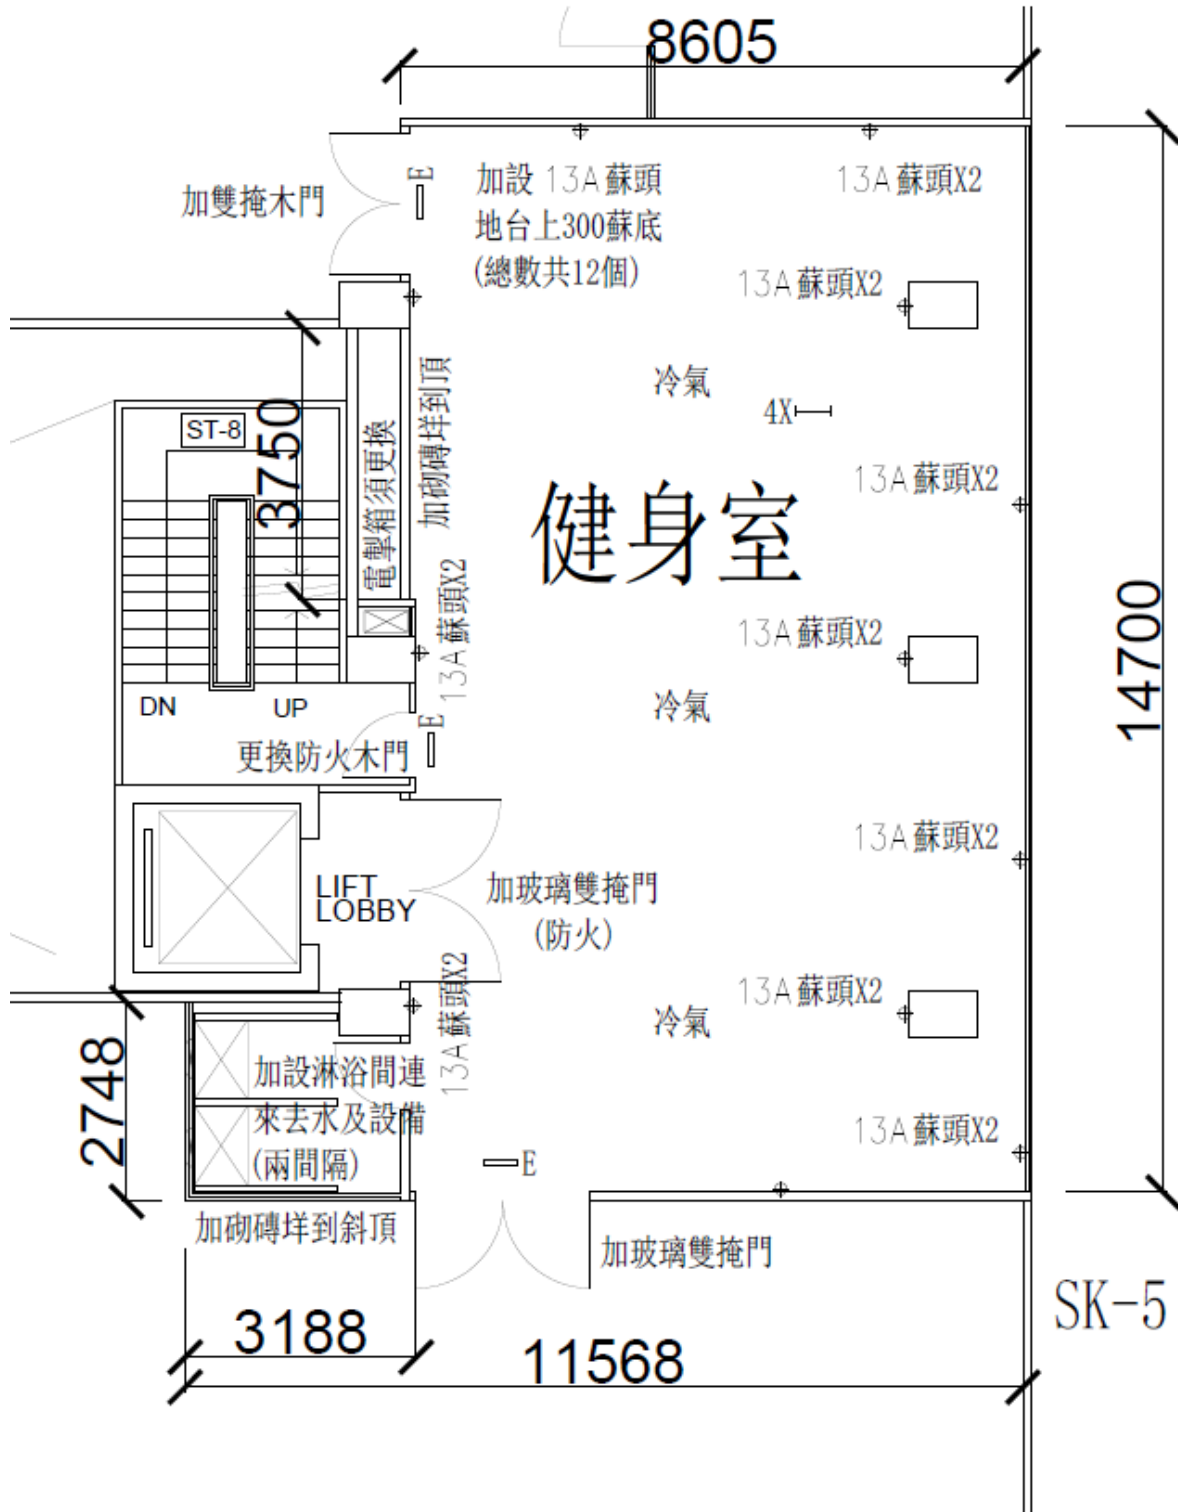 8605
加設 13A 蘇頭
地台上300蘇底
(總數共12個)
13A 蘇頭X2
加雙掩木門
E
13A 蘇頭X2
冷氣
4X
加砌磚垟到頂
電掣箱須更換
ST-8
3750
健身室
13A 蘇頭X2
13A 蘇頭X2
13A 蘇頭X2
14700
DN
UP
冷氣
E
更換防火木門
13A 蘇頭X2
LIFT
LOBBY
加玻璃雙掩門
(防火)
13A 蘇頭X2
13A 蘇頭X2
冷氣
2748
加設淋浴間連
來去水及設備
(兩間隔)
13A 蘇頭X2
E
加砌磚垟到斜頂
加玻璃雙掩門
SK-5
3188
11568